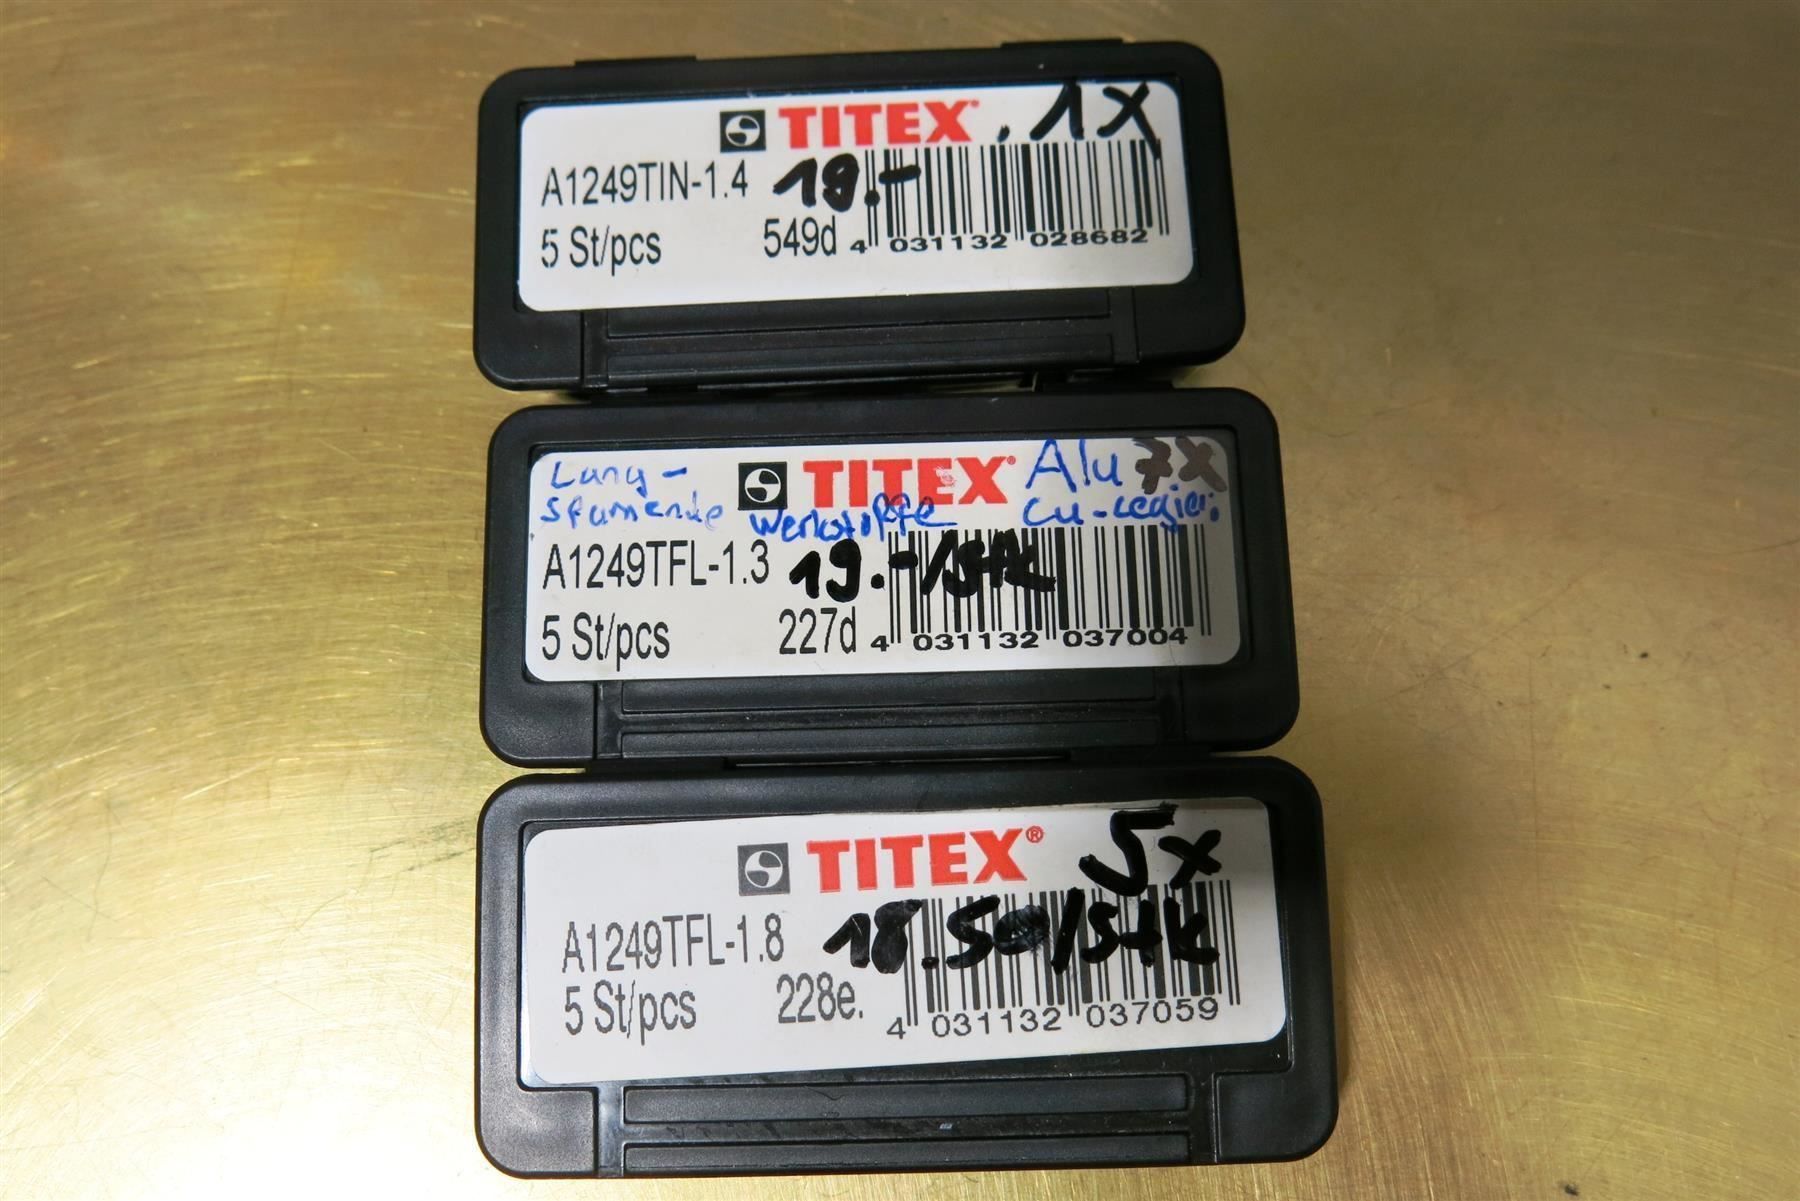 TITEX® 1x
A1249TIN-1.4 19.-
5 St/pcs 549d 4 031132 028682
Lang- TITEX® Alu 7x
Spanende Werkstoffe Cu-Legier:
A1249TFL-1.3 19.-/Stk
5 St/pcs 227d 4 031132 037004
TITEX® 5x
A1249TFL-1.8 18.50/Stk
5 St/pcs 228e. 4 031132 037059